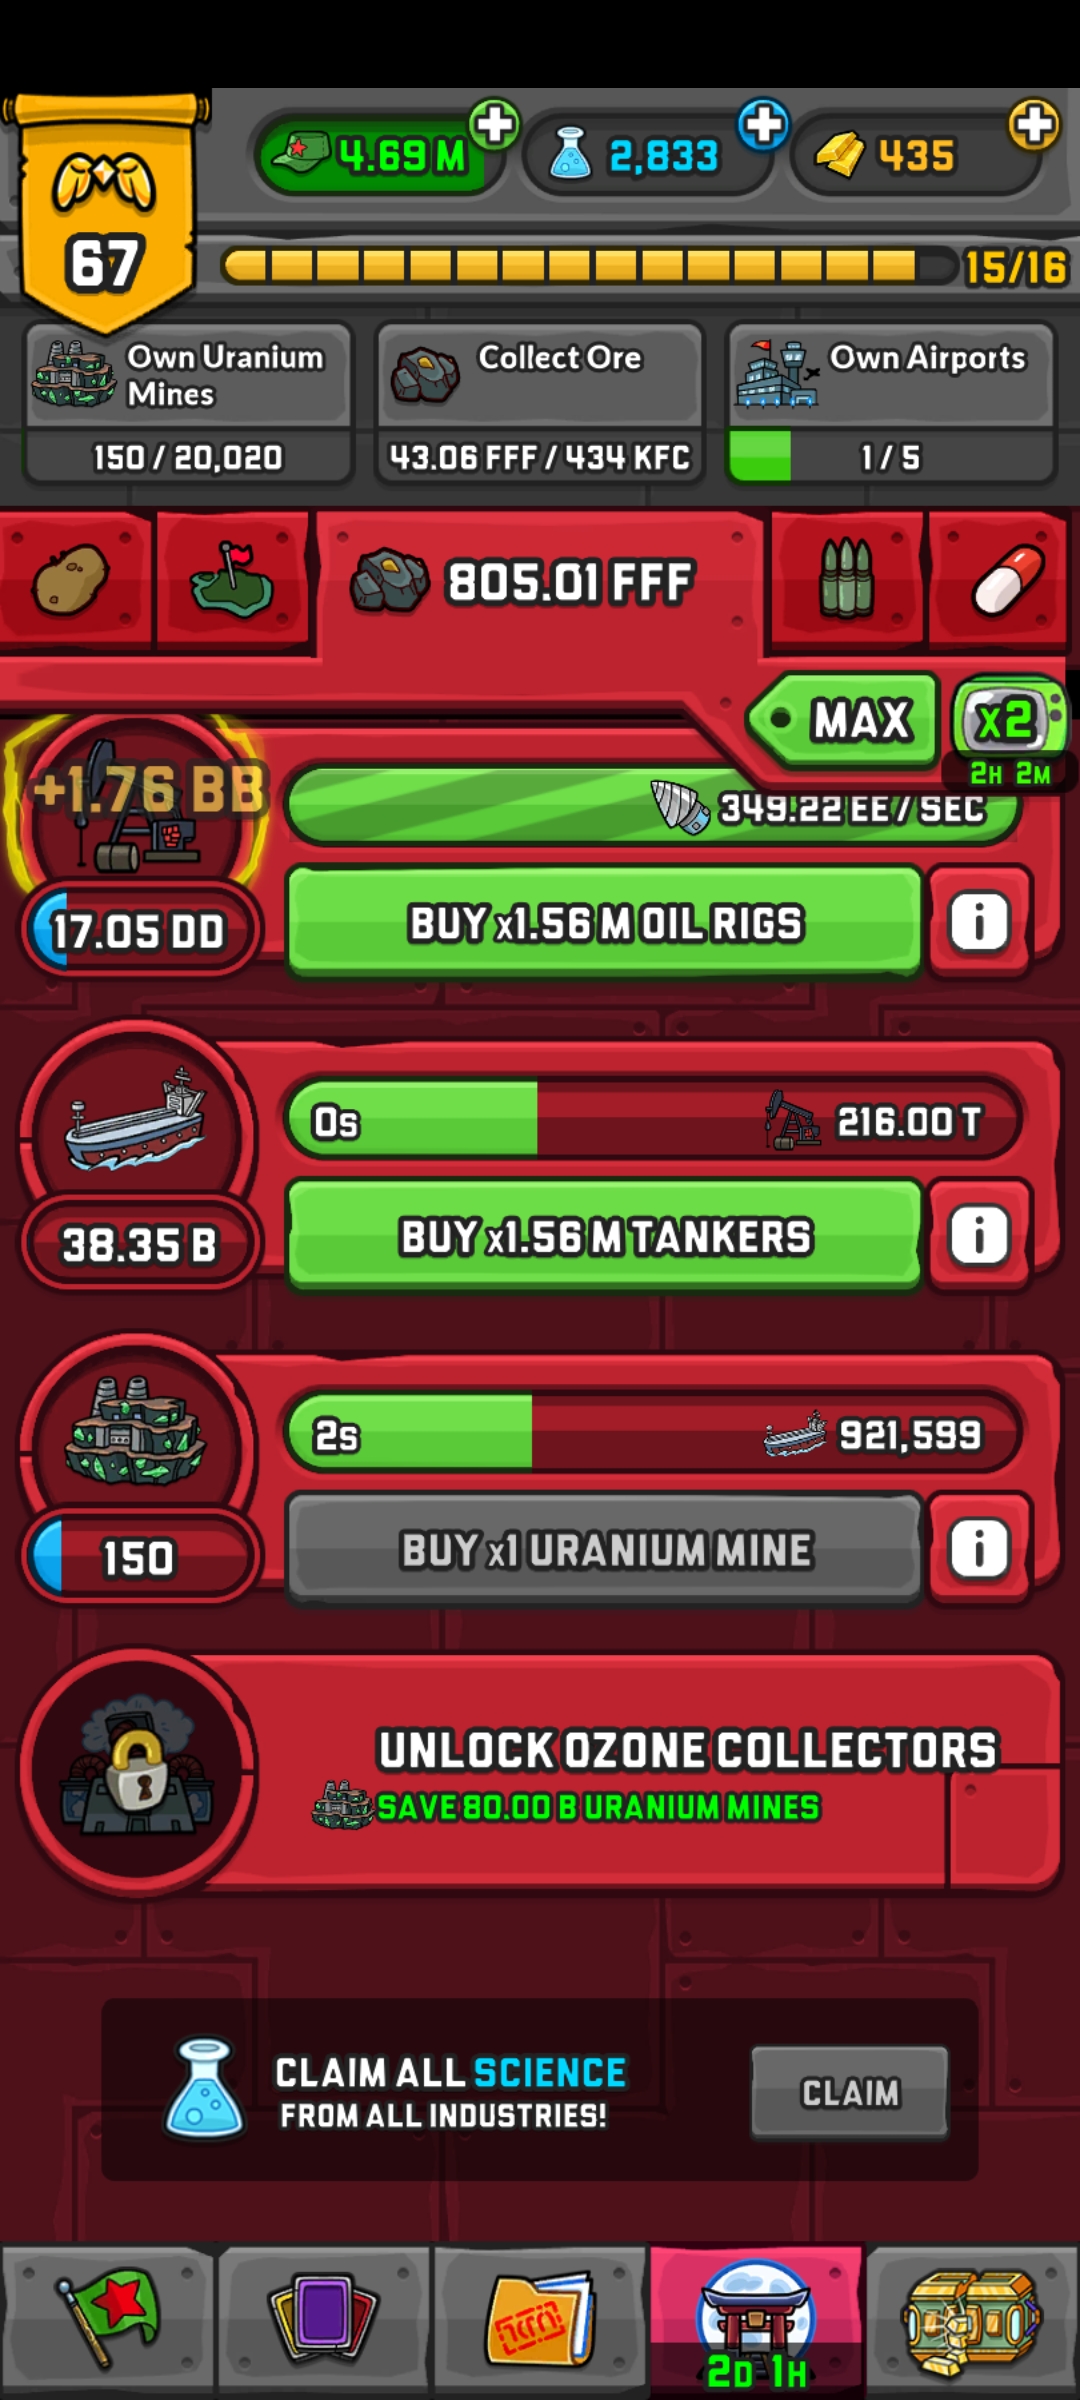 4.69 M
2,833
435
67
15/16
Own Uranium
Mines
150 / 20,020
Collect Ore
43.06 FFF / 434 KFC
Own Airports
1 / 5
805.01 FFF
MAX
x2
2H 2M
+1.76 BB
349.22 EE / SEC
17.05 DD
BUY x1.56 M OIL RIGS
i
0s
216.00 T
38.35 B
BUY x1.56 M TANKERS
i
2s
921,599
150
BUY x1 URANIUM MINE
i
UNLOCK OZONE COLLECTORS
SAVE 80.00 B URANIUM MINES
CLAIM ALL SCIENCE
FROM ALL INDUSTRIES!
CLAIM
2D 1H